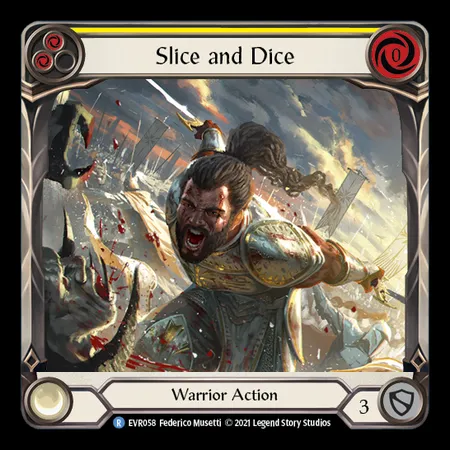 Slice and Dice
0
Warrior Action
3
R EVR058 Federico Musetti © 2021 Legend Story Studios